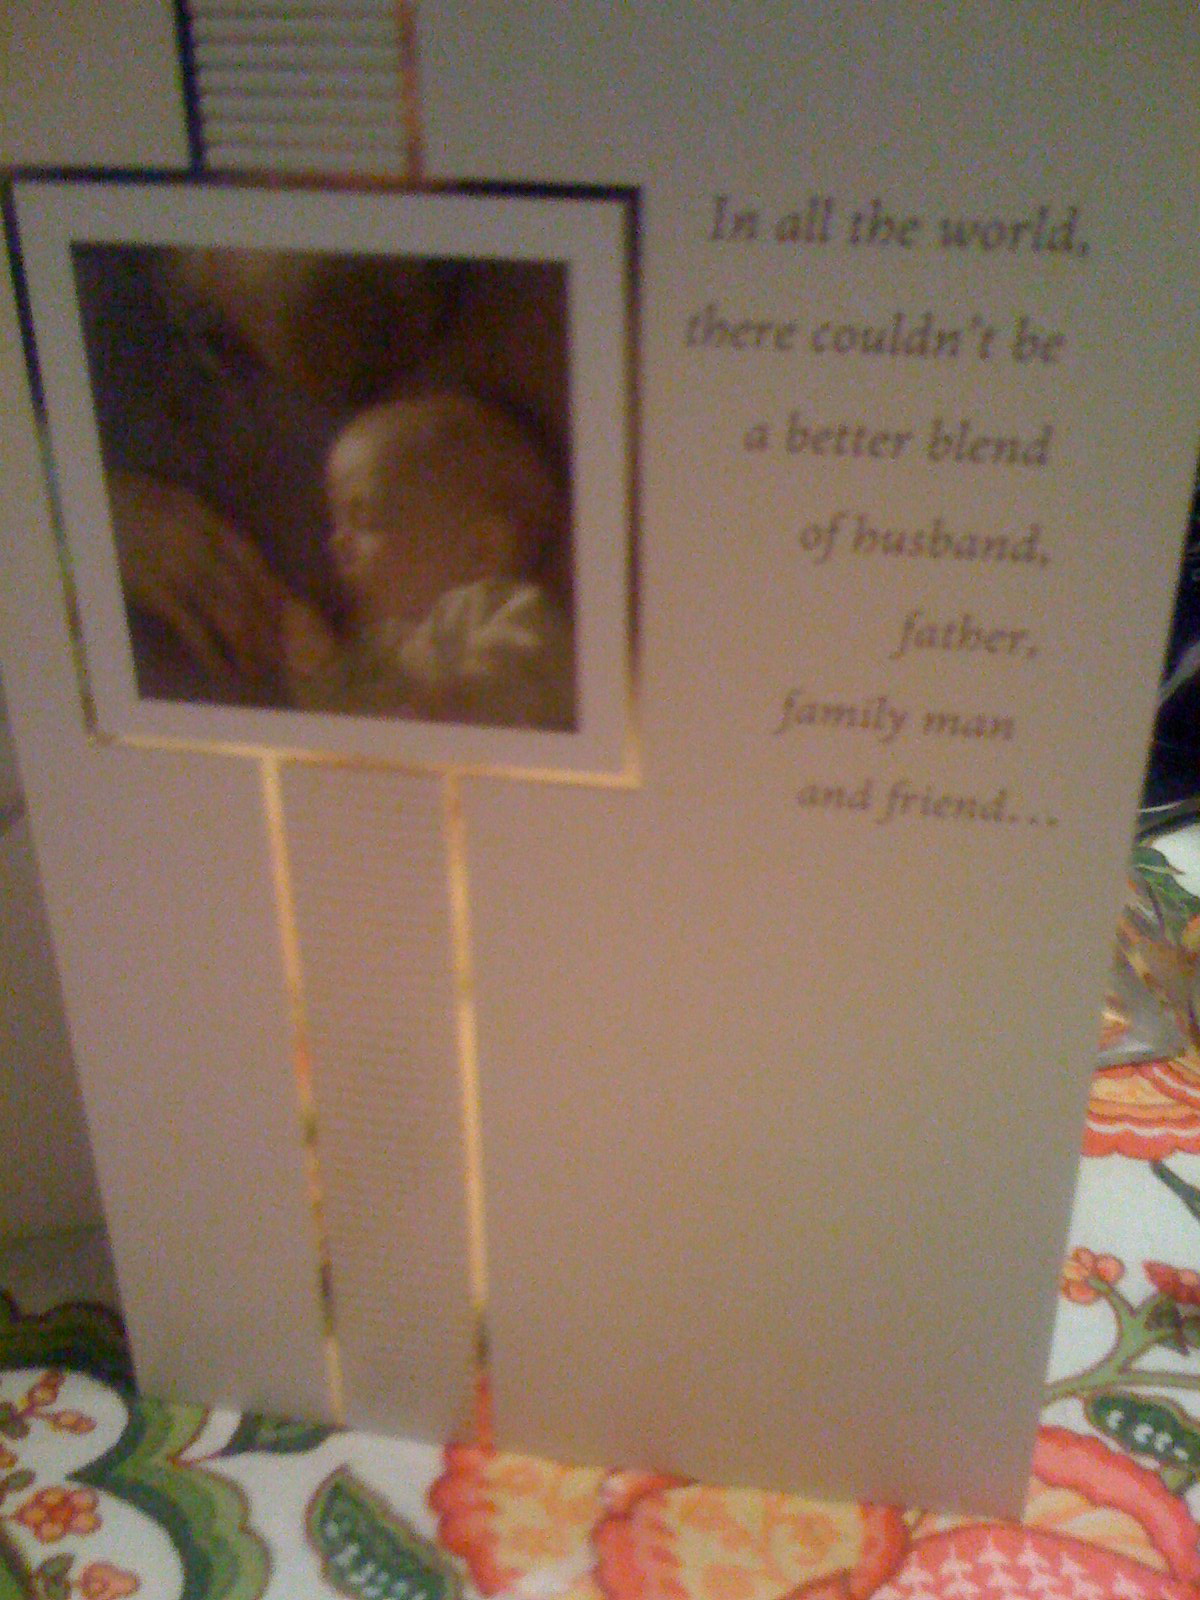 In all the world,
there couldn't be
a better blend
of husband,
father,
family man
and friend...